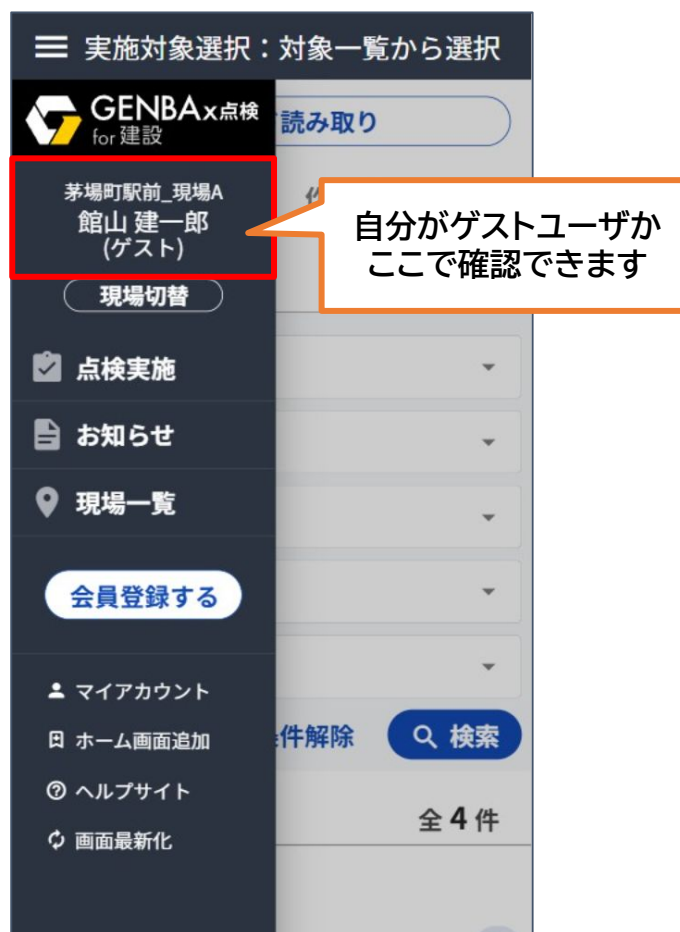 実施対象選択：対象一覧から選択
GENBAx点検
for 建設
読み取り
茅場町駅前_現場A
館山 建一郎
(ゲスト)
自分がゲストユーザか
ここで確認できます
現場切替
点検実施
お知らせ
現場一覧
会員登録する
マイアカウント
ホーム画面追加
件解除
検索
ヘルプサイト
全 4 件
画面最新化